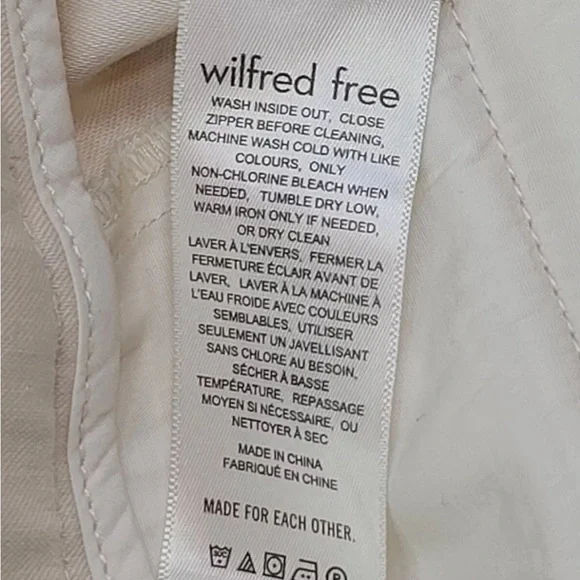 wilfred free
WASH INSIDE OUT, CLOSE
ZIPPER BEFORE CLEANING,
MACHINE WASH COLD WITH LIKE
COLOURS, ONLY
NON-CHLORINE BLEACH WHEN
NEEDED, TUMBLE DRY LOW,
WARM IRON ONLY IF NEEDED,
OR DRY CLEAN
LAVER À L'ENVERS, FERMER LA
FERMETURE ÉCLAIR AVANT DE
LAVER, LAVER À LA MACHINE À
L'EAU FROIDE AVEC COULEURS
SEMBLABLES, UTILISER
SEULEMENT UN JAVELLISANT
SANS CHLORE AU BESOIN,
SÉCHER À BASSE
TEMPÉRATURE, REPASSAGE
MOYEN SI NÉCESSAIRE, OU
NETTOYER À SEC
MADE IN CHINA
FABRIQUÉ EN CHINE
MADE FOR EACH OTHER.
30C